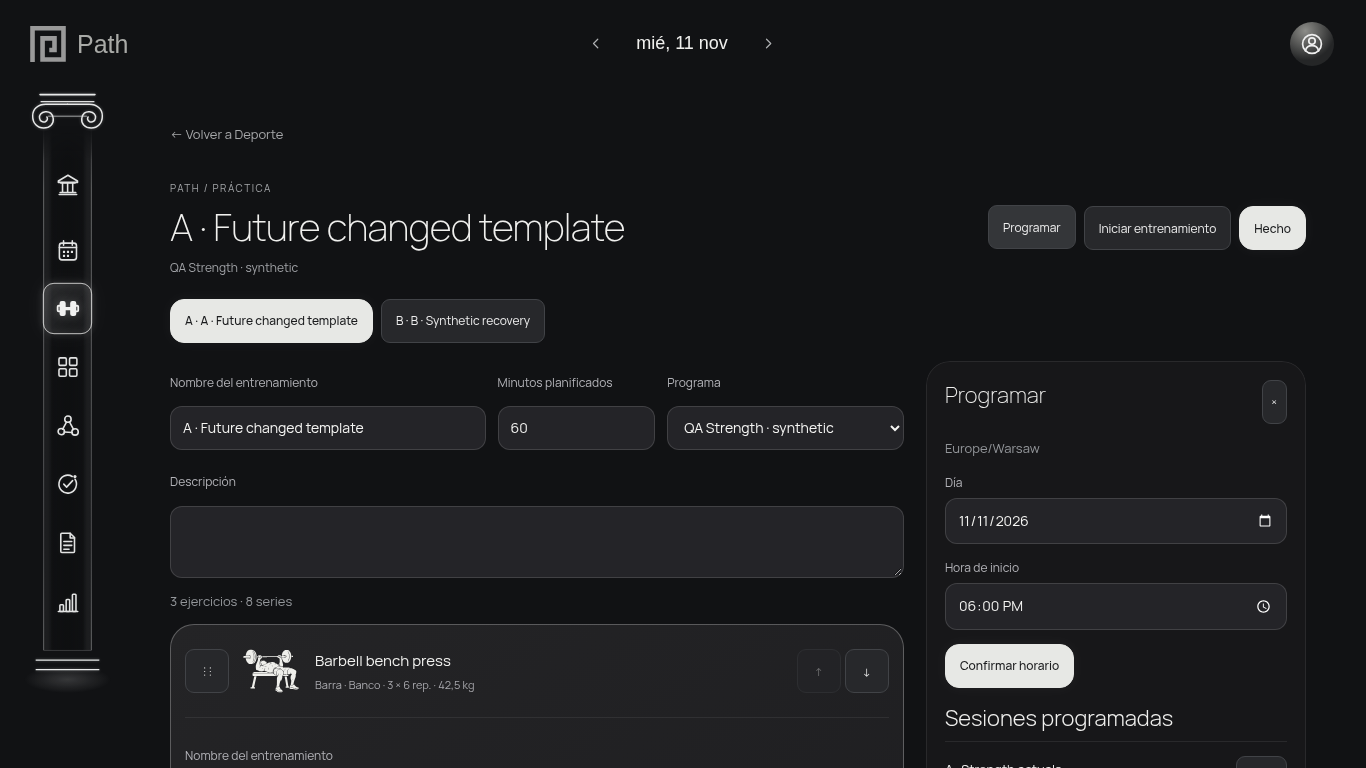 Path
mié, 11 nov
← Volver a Deporte
PATH / PRÁCTICA
A · Future changed template
QA Strength · synthetic
Programar
Iniciar entrenamiento
Hecho
A · A · Future changed template
B · B · Synthetic recovery
Nombre del entrenamiento
Minutos planificados
Programa
A · Future changed template
60
QA Strength · synthetic
Descripción
3 ejercicios · 8 series
Barbell bench press
Barra · Banco · 3 × 6 rep. · 42,5 kg
↑
↓
Nombre del entrenamiento
Programar
×
Europe/Warsaw
Día
11/11/2026
Hora de inicio
06:00 PM
Confirmar horario
Sesiones programadas